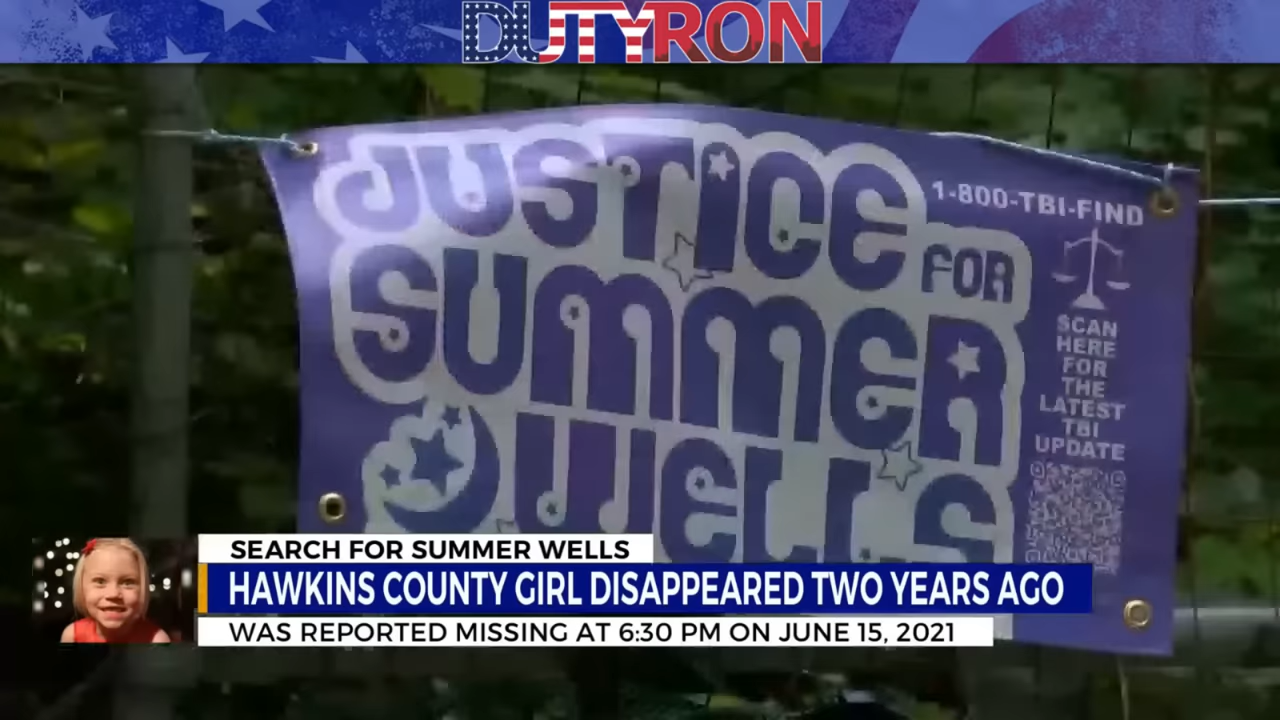 DUTYRON
JUSTICE
FOR
SUMMER
WELLS
1-800-TBI-FIND
SCAN
HERE
FOR
THE
LATEST
TBI
UPDATE
SEARCH FOR SUMMER WELLS
HAWKINS COUNTY GIRL DISAPPEARED TWO YEARS AGO
WAS REPORTED MISSING AT 6:30 PM ON JUNE 15, 2021